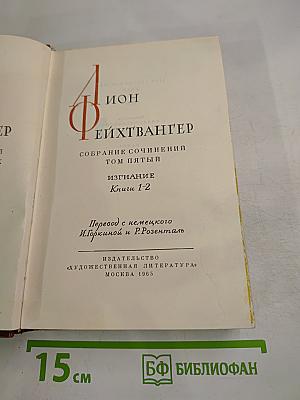 ЕР
Лион
Фейхтвангер
СОБРАНИЕ СОЧИНЕНИЙ
ТОМ ПЯТЫЙ
ИЗГНАНИЕ
Книги 1-2
Перевод с немецкого
И.Горкиной и Р.Розенталь
ИЗДАТЕЛЬСТВО
«ХУДОЖЕСТВЕННАЯ ЛИТЕРАТУРА»
МОСКВА 1965
15 см
БФ БИБЛИОФАН